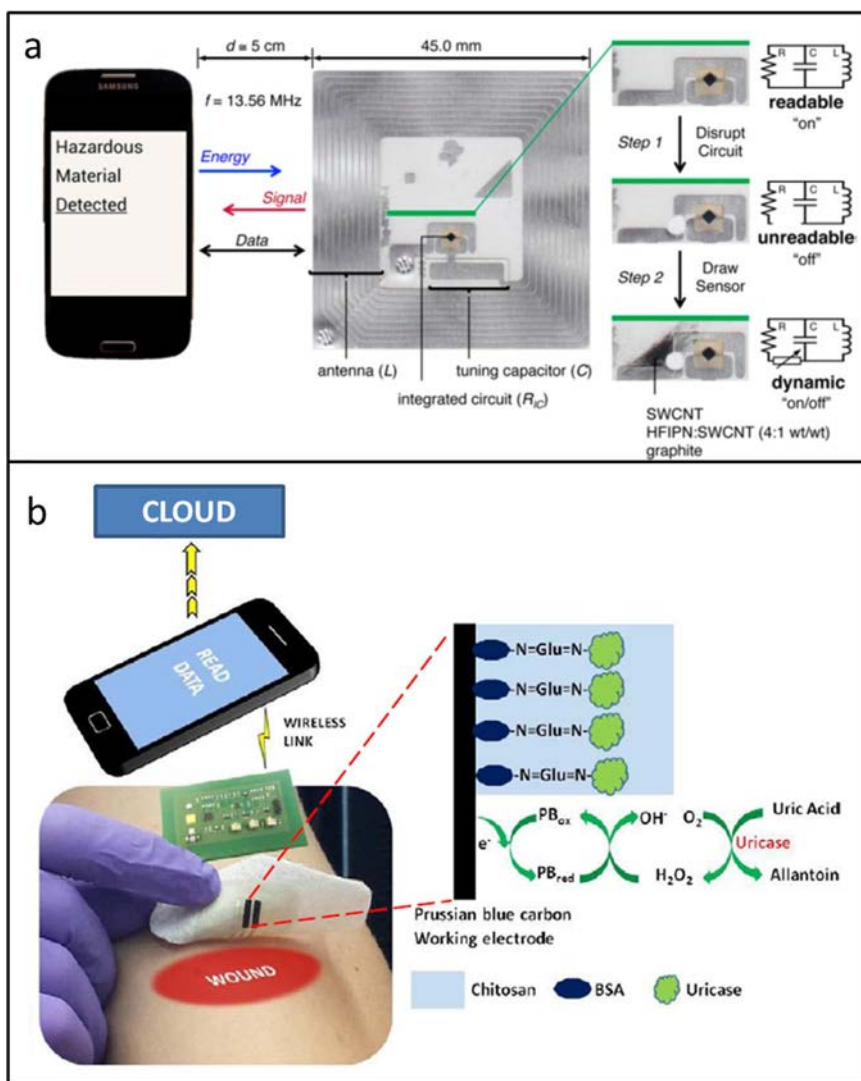 a
d ≅ 5 cm
45.0 mm
SAMSUNG
f = 13.56 MHz
Hazardous
Material
Detected
Energy
Signal
Data
antenna (L)
tuning capacitor (C)
integrated circuit (R_IC)
R C L
readable
"on"
Step 1
Disrupt
Circuit
R C L
unreadable
"off"
Step 2
Draw
Sensor
R C L
dynamic
"on/off"
SWCNT
HFIPN:SWCNT (4:1 wt/wt)
graphite
b
CLOUD
READ
DATA
WIRELESS
LINK
WOUND
-N=Glu=N-
-N=Glu=N-
-N=Glu=N-
-N=Glu=N-
e-
PBox
OH-
O2
Uric Acid
Uricase
PBred
H2O2
Allantoin
Prussian blue carbon
Working electrode
Chitosan
BSA
Uricase